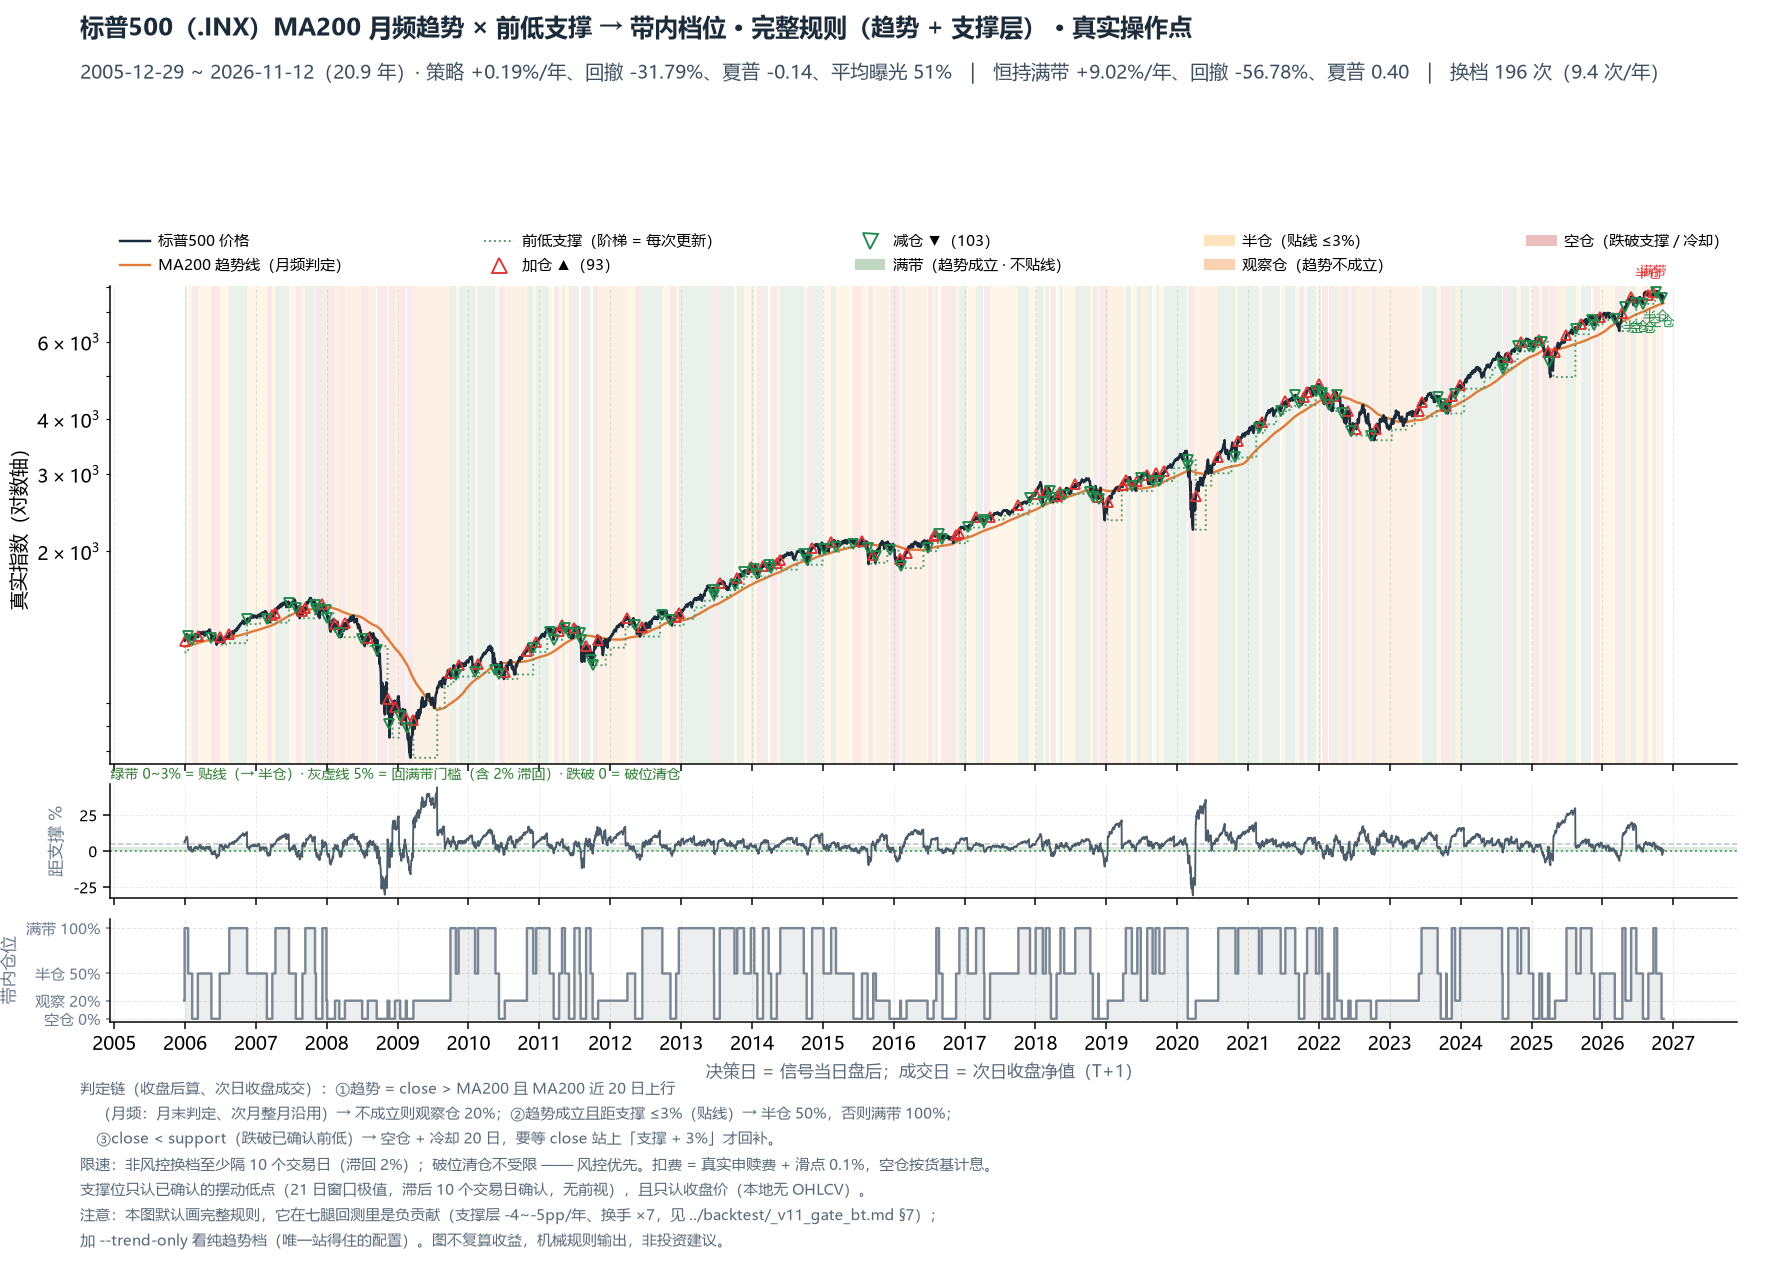 标普500（.INX）MA200 月频趋势 × 前低支撑 → 带内档位 • 完整规则（趋势 + 支撑层） • 真实操作点
2005-12-29 ~ 2026-11-12（20.9 年）· 策略 +0.19%/年、回撤 -31.79%、夏普 -0.14、平均曝光 51% ｜ 恒持满带 +9.02%/年、回撤 -56.78%、夏普 0.40 ｜ 换档 196 次（9.4 次/年）
标普500 价格
前低支撑（阶梯 = 每次更新）
减仓 ▼（103）
半仓（贴线 ≤3%）
空仓（跌破支撑 / 冷却）
MA200 趋势线（月频判定）
加仓 ▲（93）
满带（趋势成立 · 不贴线）
观察仓（趋势不成立）
6 × 10³
4 × 10³
3 × 10³
2 × 10³
真实指数（对数轴）
绿带 0~3% = 贴线（→ 半仓）· 灰虚线 5% = 回满带门槛（含 2% 滞回）· 跌破 0 = 破位清仓
25
0
-25
距支撑 %
满带 100%
半仓 50%
观察 20%
空仓 0%
带内仓位
2005 2006 2007 2008 2009 2010 2011 2012 2013 2014 2015 2016 2017 2018 2019 2020 2021 2022 2023 2024 2025 2026 2027
决策日 = 信号当日盘后；成交日 = 次日收盘净值（T+1）
判定链（收盘后算、次日收盘成交）：①趋势 = close > MA200 且 MA200 近 20 日上行
（月频：月末判定、次月整月沿用）→ 不成立则观察仓 20%；②趋势成立且距支撑 ≤3%（贴线）→ 半仓 50%，否则满带 100%；
③close < support（跌破已确认前低）→ 空仓 + 冷却 20 日，要等 close 站上「支撑 + 3%」才回补。
限速：非风控换档至少隔 10 个交易日（滞回 2%）；破位清仓不受限 —— 风控优先。扣费 = 真实申赎费 + 滑点 0.1%，空仓按货基计息。
支撑位只认已确认的摆动低点（21 日窗口极值，滞后 10 个交易日确认，无前视），且只认收盘价（本地无 OHLCV）。
注意：本图默认画完整规则，它在七腿回测里是负贡献（支撑层 -4~-5pp/年、换手 ×7，见 ../backtest/_v11_gate_bt.md §7）；
加 --trend-only 看纯趋势档（唯一站得住的配置）。图不复算收益，机械规则输出，非投资建议。